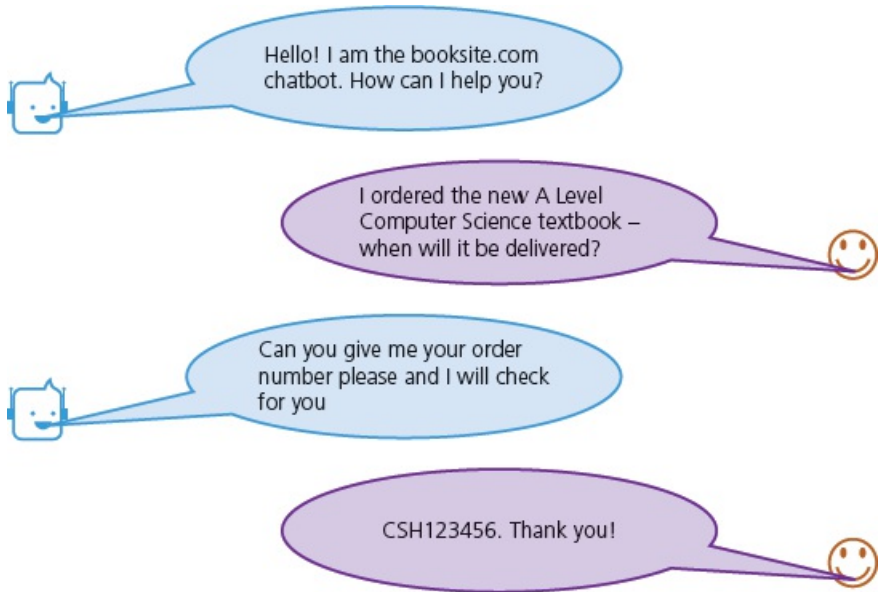 Hello! I am the booksite.com
chatbot. How can I help you?
I ordered the new A Level
Computer Science textbook –
when will it be delivered?
Can you give me your order
number please and I will check
for you
CSH123456. Thank you!